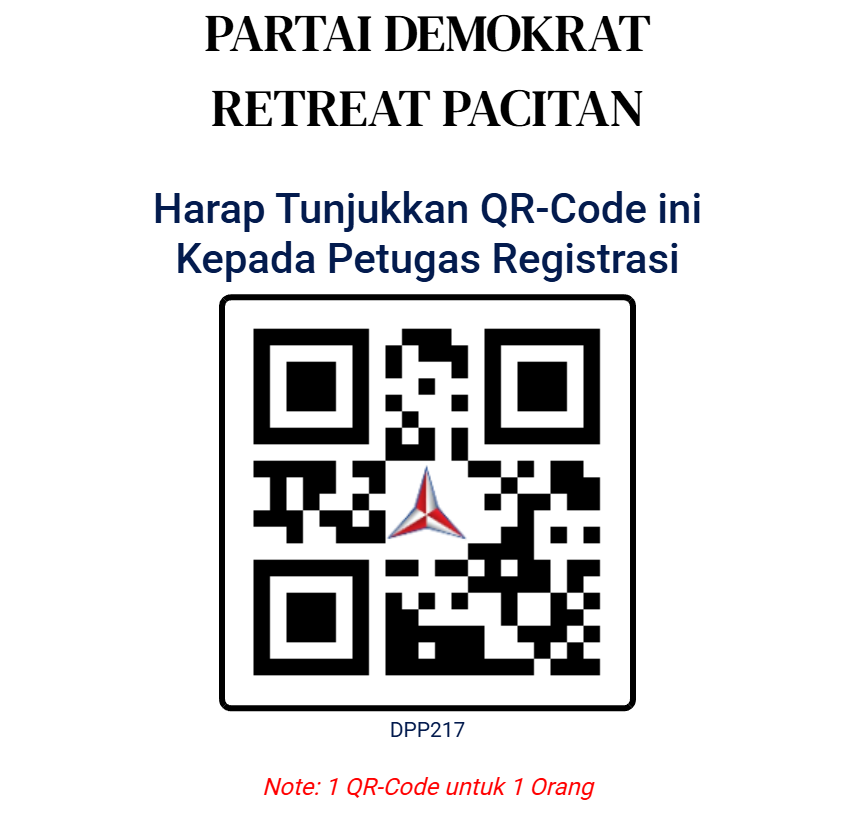 PARTAI DEMOKRAT
RETREAT PACITAN
Harap Tunjukkan QR-Code ini
Kepada Petugas Registrasi
DPP217
Note: 1 QR-Code untuk 1 Orang